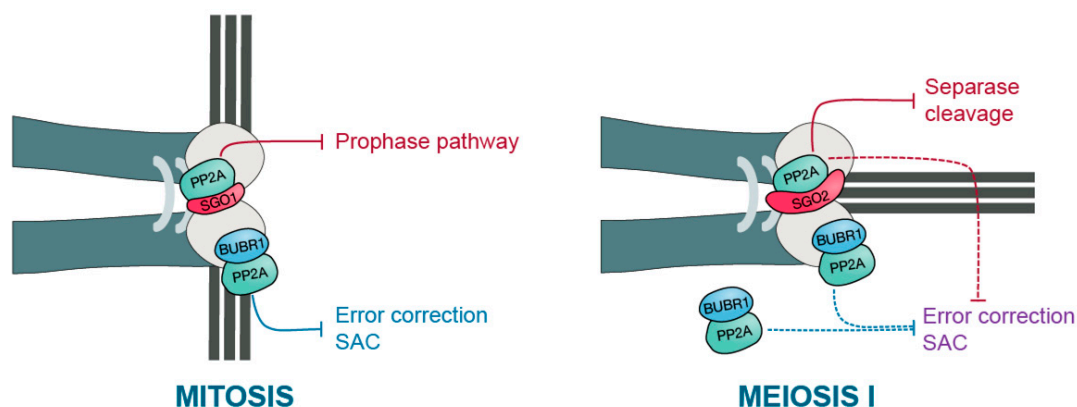 Prophase pathway
PP2A
SGO1
BUBR1
PP2A
Error correction
SAC
MITOSIS
Separase
cleavage
PP2A
SGO2
BUBR1
PP2A
BUBR1
PP2A
Error correction
SAC
MEIOSIS I